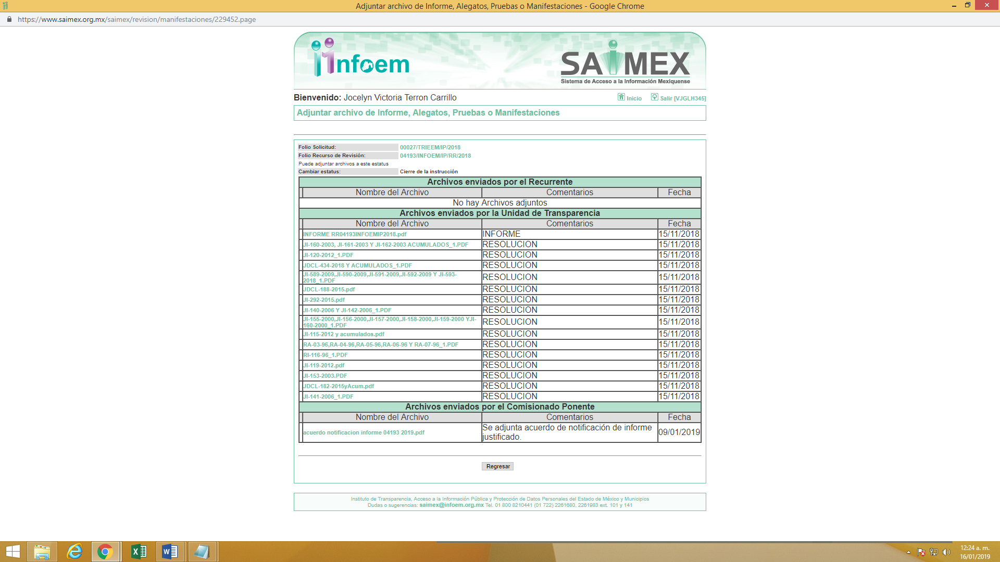 Adjuntar archivo de Informe, Alegatos, Pruebas o Manifestaciones - Google Chrome
https://www.saimex.org.mx/saimex/revision/manifestaciones/229452.page
infoem
SAIMEX
Sistema de Acceso a la Información Mexiquense
Bienvenido: Jocelyn Victoria Terron Carrillo
Inicio Salir [VJGLH345]
Adjuntar archivo de Informe, Alegatos, Pruebas o Manifestaciones
Folio Solicitud: 00027/TRIEEM/IP/2018
Folio Recurso de Revisión: 04193/INFOEM/IP/RR/2018
Puede adjuntar archivos a este estatus
Cambiar estatus: Cierre de la instrucción
Archivos enviados por el Recurrente
Nombre del Archivo Comentarios Fecha
No hay Archivos adjuntos
Archivos enviados por la Unidad de Transparencia
Nombre del Archivo Comentarios Fecha
INFORME RR04193INFOEMIP2018.pdf INFORME 15/11/2018
JI-160-2003, JI-161-2003 Y JI-162-2003 ACUMULADOS_1.PDF RESOLUCION 15/11/2018
JI-120-2012_1.PDF RESOLUCION 15/11/2018
JDCL-434-2018 Y ACUMULADOS_1.PDF RESOLUCION 15/11/2018
JI-589-2009,JI-590-2009,JI-591-2009,JI-592-2009 Y JI-593-
2018_1.PDF RESOLUCION 15/11/2018
JDCL-188-2015.pdf RESOLUCION 15/11/2018
JI-292-2015.pdf RESOLUCION 15/11/2018
JI-140-2006 Y JI-142-2006_1.PDF RESOLUCION 15/11/2018
JI-155-2000,JI-156-2000,JI-157-2000,JI-158-2000,JI-159-2000 YJI-
160-2000_1.PDF RESOLUCION 15/11/2018
JI-115-2012 y acumulados.pdf RESOLUCION 15/11/2018
RA-03-96,RA-04-96,RA-05-96,RA-06-96 Y RA-07-96_1.PDF RESOLUCION 15/11/2018
RI-116-96_1.PDF RESOLUCION 15/11/2018
JI-119-2012.pdf RESOLUCION 15/11/2018
JI-153-2003.PDF RESOLUCION 15/11/2018
JDCL-182-2015yAcum.pdf RESOLUCION 15/11/2018
JI-141-2006_1.PDF RESOLUCION 15/11/2018
Archivos enviados por el Comisionado Ponente
Nombre del Archivo Comentarios Fecha
acuerdo notificacion informe 04193 2019.pdf Se adjunta acuerdo de notificación de informe justificado. 09/01/2019
Regresar
Instituto de Transparencia, Acceso a la Información Pública y Protección de Datos Personales del Estado de México y Municipios
Dudas o sugerencias: saimex@infoem.org.mx Tel. 01 800 8210441 (01 722) 2261680, 2261983 ext. 101 y 141
12:24 a. m.
16/01/2019